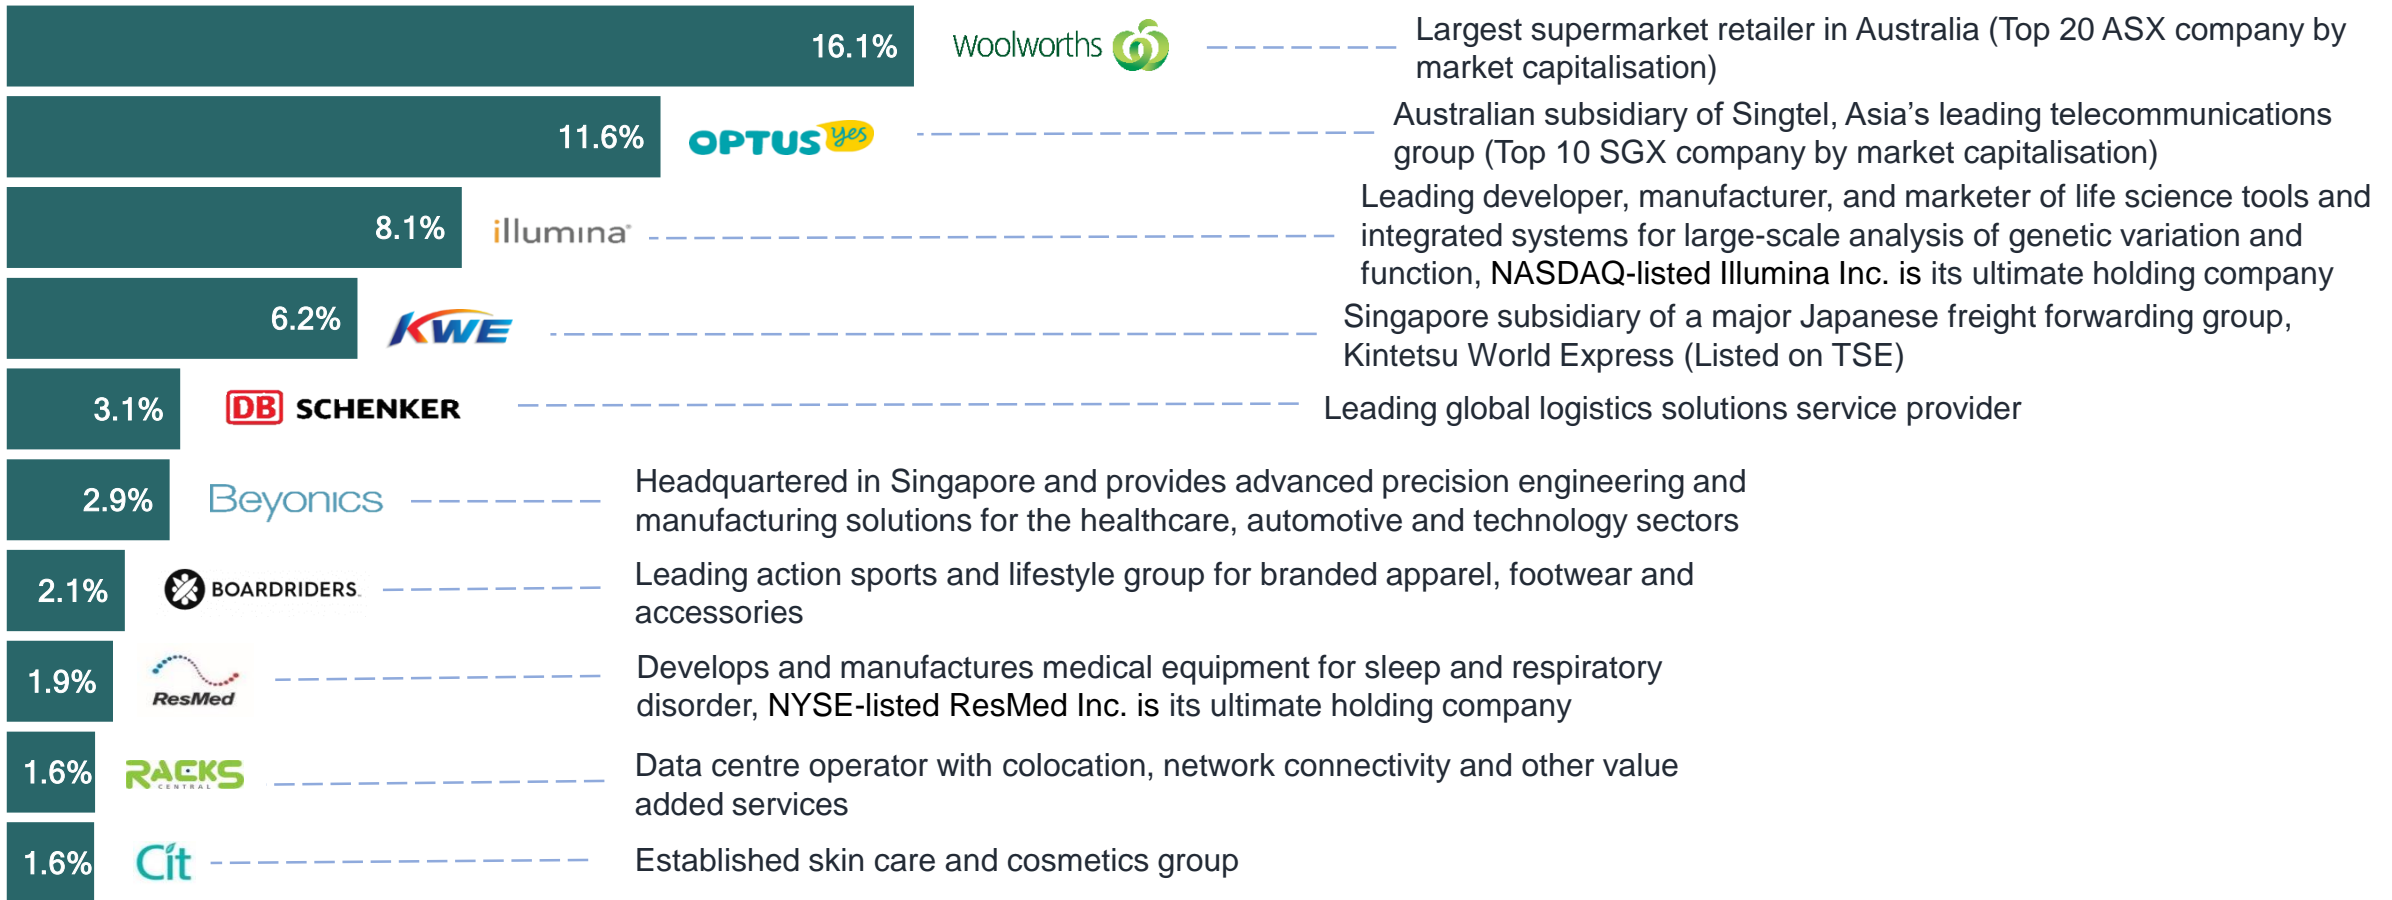 16.1%
Woolworths
Largest supermarket retailer in Australia (Top 20 ASX company by
market capitalisation)
11.6%
OPTUS yes
Australian subsidiary of Singtel, Asia’s leading telecommunications
group (Top 10 SGX company by market capitalisation)
8.1%
illumina®
Leading developer, manufacturer, and marketer of life science tools and
integrated systems for large-scale analysis of genetic variation and
function, NASDAQ-listed Illumina Inc. is its ultimate holding company
6.2%
KWE
Singapore subsidiary of a major Japanese freight forwarding group,
Kintetsu World Express (Listed on TSE)
3.1%
DB SCHENKER
Leading global logistics solutions service provider
2.9%
Beyonics
Headquartered in Singapore and provides advanced precision engineering and
manufacturing solutions for the healthcare, automotive and technology sectors
2.1%
BOARDRIDERS
Leading action sports and lifestyle group for branded apparel, footwear and
accessories
1.9%
ResMed
Develops and manufactures medical equipment for sleep and respiratory
disorder, NYSE-listed ResMed Inc. is its ultimate holding company
1.6%
RACKS
CENTRAL
Data centre operator with colocation, network connectivity and other value
added services
1.6%
Cit
Established skin care and cosmetics group